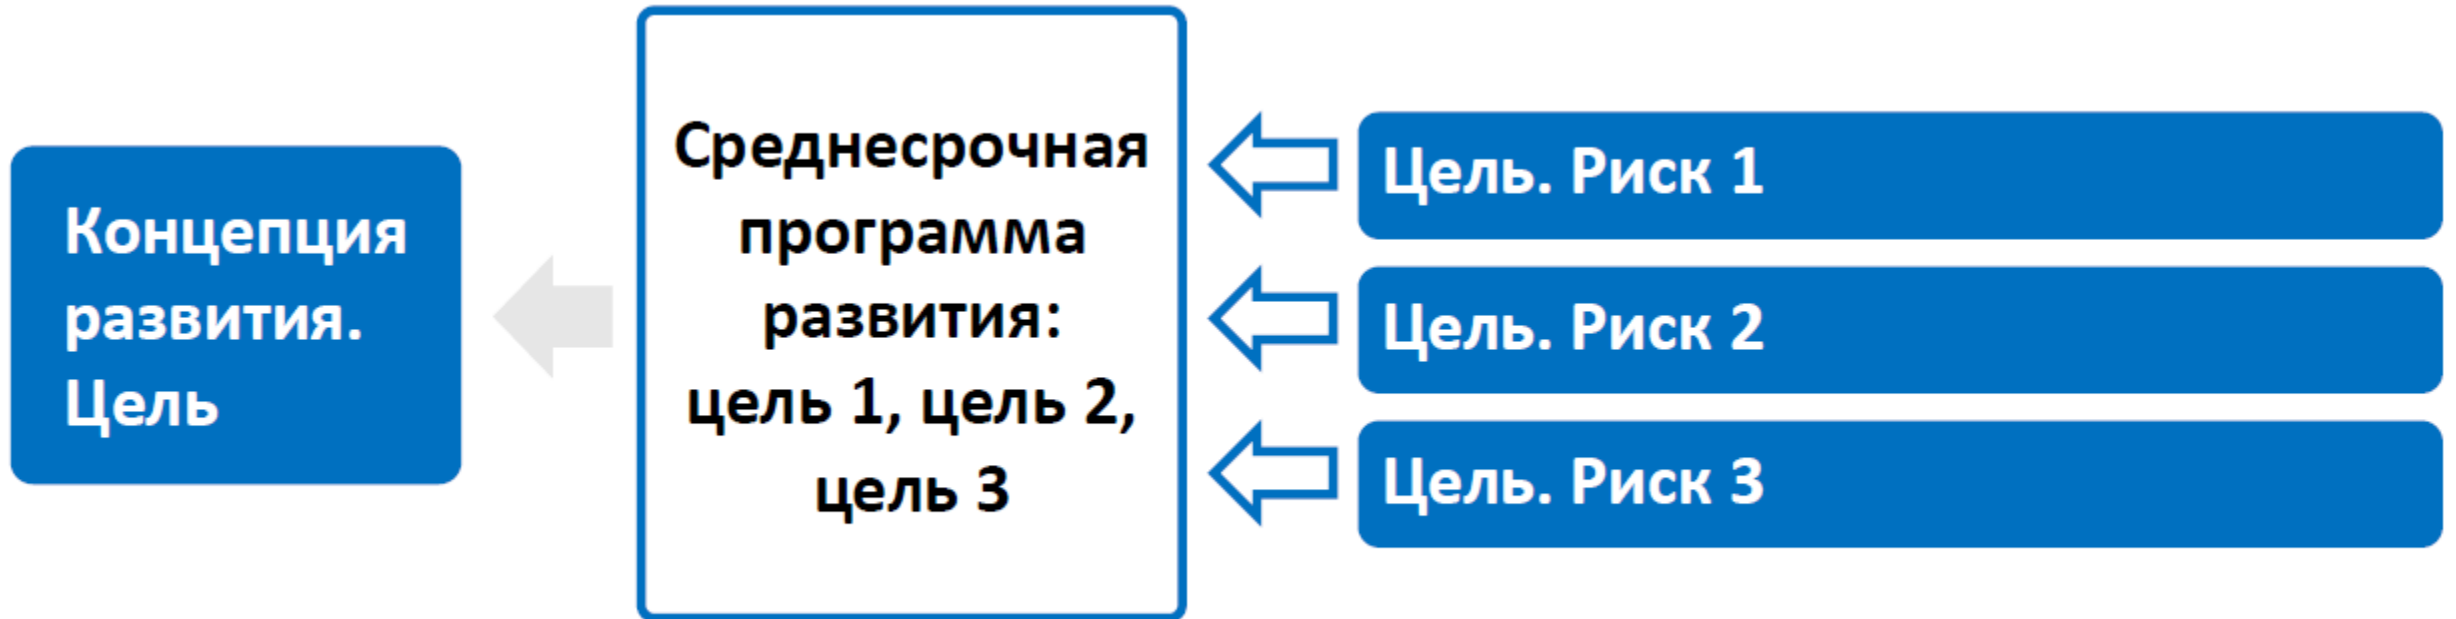 Концепция
развития.
Цель
Среднесрочная
программа
развития:
цель 1, цель 2,
цель 3
Цель. Риск 1
Цель. Риск 2
Цель. Риск 3